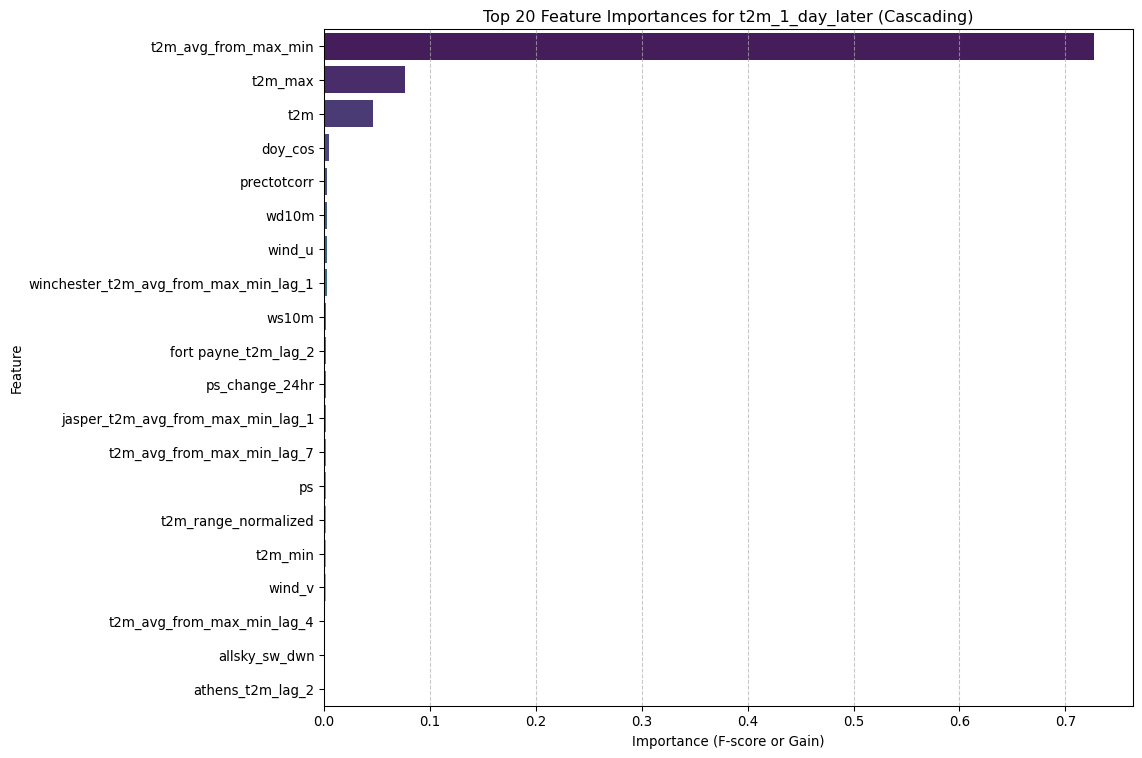 Top 20 Feature Importances for t2m_1_day_later (Cascading)
Feature
t2m_avg_from_max_min
t2m_max
t2m
doy_cos
prectotcorr
wd10m
wind_u
winchester_t2m_avg_from_max_min_lag_1
ws10m
fort payne_t2m_lag_2
ps_change_24hr
jasper_t2m_avg_from_max_min_lag_1
t2m_avg_from_max_min_lag_7
ps
t2m_range_normalized
t2m_min
wind_v
t2m_avg_from_max_min_lag_4
allsky_sw_dwn
athens_t2m_lag_2
0.0 0.1 0.2 0.3 0.4 0.5 0.6 0.7
Importance (F-score or Gain)